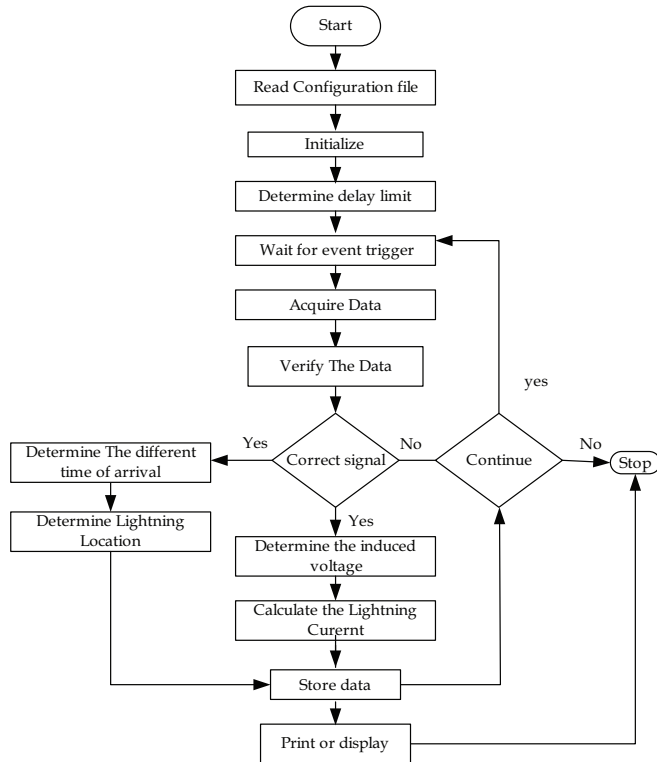 Start
Read Configuration file
Initialize
Determine delay limit
Wait for event trigger
Acquire Data
Verify The Data
yes
Yes
No
No
Determine The different
time of arrival
Correct signal
Continue
Stop
Determine Lightning
Location
Yes
Determine the induced
voltage
Calculate the Lightning
Curernt
Store data
Print or display